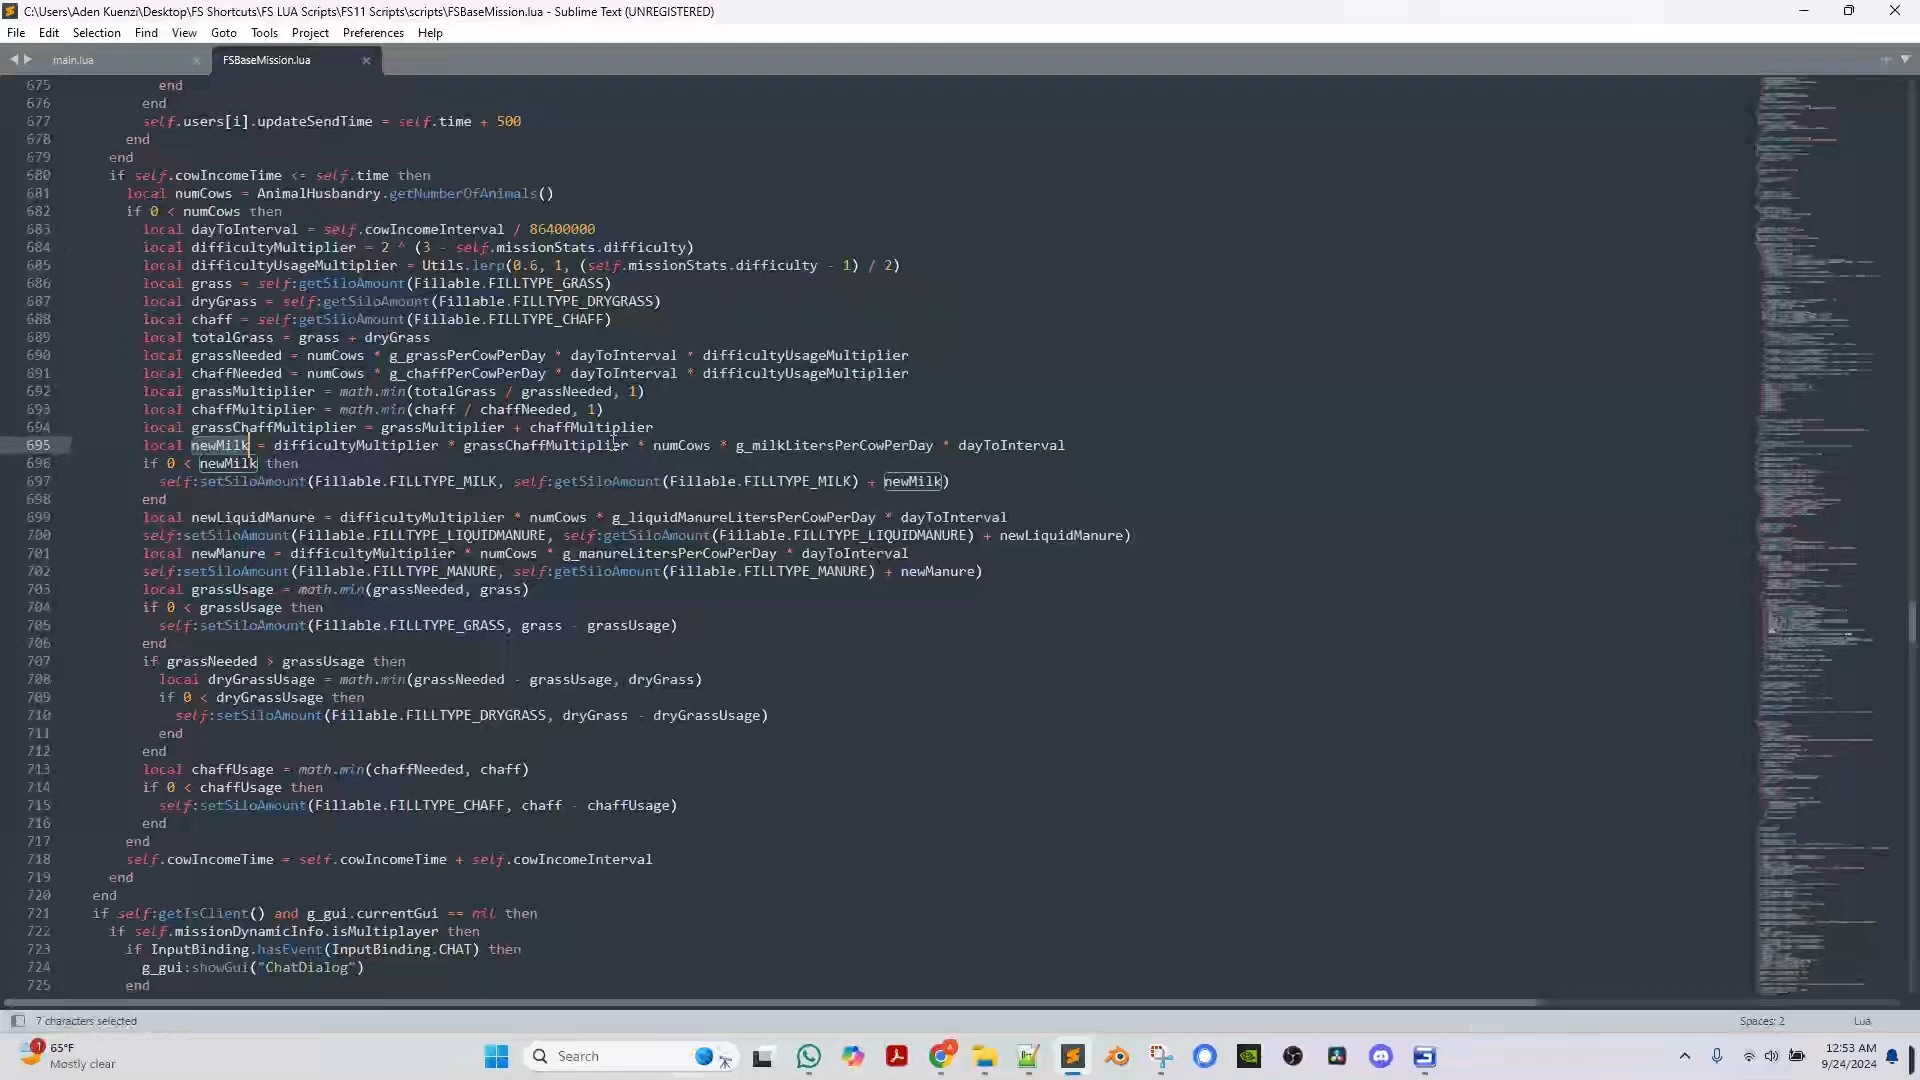 C:\Users\Aden Kuenzi\Desktop\FS Shortcuts\FS LUA Scripts\FS11 Scripts\scripts\FSBaseMission.lua - Sublime Text (UNREGISTERED)
File Edit Selection Find View Goto Tools Project Preferences Help
main.lua FSBaseMission.lua
675 end
676 end
677 self.users[i].updateSendTime = self.time + 500
678 end
679 end
680 if self.cowIncomeTime <= self.time then
681 local numCows = AnimalHusbandry.getNumberOfAnimals()
682 if 0 < numCows then
683 local dayToInterval = self.cowIncomeInterval / 86400000
684 local difficultyMultiplier = 2 ^ (3 - self.missionStats.difficulty)
685 local difficultyUsageMultiplier = Utils.lerp(0.6, 1, (self.missionStats.difficulty - 1) / 2)
686 local grass = self:getSiloAmount(Fillable.FILLTYPE_GRASS)
687 local dryGrass = self:getSiloAmount(Fillable.FILLTYPE_DRYGRASS)
688 local chaff = self:getSiloAmount(Fillable.FILLTYPE_CHAFF)
689 local totalGrass = grass + dryGrass
690 local grassNeeded = numCows * g_grassPerCowPerDay * dayToInterval * difficultyUsageMultiplier
691 local chaffNeeded = numCows * g_chaffPerCowPerDay * dayToInterval * difficultyUsageMultiplier
692 local grassMultiplier = math.min(totalGrass / grassNeeded, 1)
693 local chaffMultiplier = math.min(chaff / chaffNeeded, 1)
694 local grassChaffMultiplier = grassMultiplier + chaffMultiplier
695 local newMilk = difficultyMultiplier * grassChaffMultiplier * numCows * g_milkLitersPerCowPerDay * dayToInterval
696 if 0 < newMilk then
697 self:setSiloAmount(Fillable.FILLTYPE_MILK, self:getSiloAmount(Fillable.FILLTYPE_MILK) + newMilk)
698 end
699 local newLiquidManure = difficultyMultiplier * numCows * g_liquidManureLitersPerCowPerDay * dayToInterval
700 self:setSiloAmount(Fillable.FILLTYPE_LIQUIDMANURE, self:getSiloAmount(Fillable.FILLTYPE_LIQUIDMANURE) + newLiquidManure)
701 local newManure = difficultyMultiplier * numCows * g_manureLitersPerCowPerDay * dayToInterval
702 self:setSiloAmount(Fillable.FILLTYPE_MANURE, self:getSiloAmount(Fillable.FILLTYPE_MANURE) + newManure)
703 local grassUsage = math.min(grassNeeded, grass)
704 if 0 < grassUsage then
705 self:setSiloAmount(Fillable.FILLTYPE_GRASS, grass - grassUsage)
706 end
707 if grassNeeded > grassUsage then
708 local dryGrassUsage = math.min(grassNeeded - grassUsage, dryGrass)
709 if 0 < dryGrassUsage then
710 self:setSiloAmount(Fillable.FILLTYPE_DRYGRASS, dryGrass - dryGrassUsage)
711 end
712 end
713 local chaffUsage = math.min(chaffNeeded, chaff)
714 if 0 < chaffUsage then
715 self:setSiloAmount(Fillable.FILLTYPE_CHAFF, chaff - chaffUsage)
716 end
717 end
718 self.cowIncomeTime = self.cowIncomeTime + self.cowIncomeInterval
719 end
720 end
721 if self:getIsClient() and g_gui.currentGui == nil then
722 if self.missionDynamicInfo.isMultiplayer then
723 if InputBinding.hasEvent(InputBinding.CHAT) then
724 g_gui:showGui("ChatDialog")
725 end
7 characters selected Spaces: 2 Lua
1 65°F
Mostly clear
Search
12:53 AM
9/24/2024